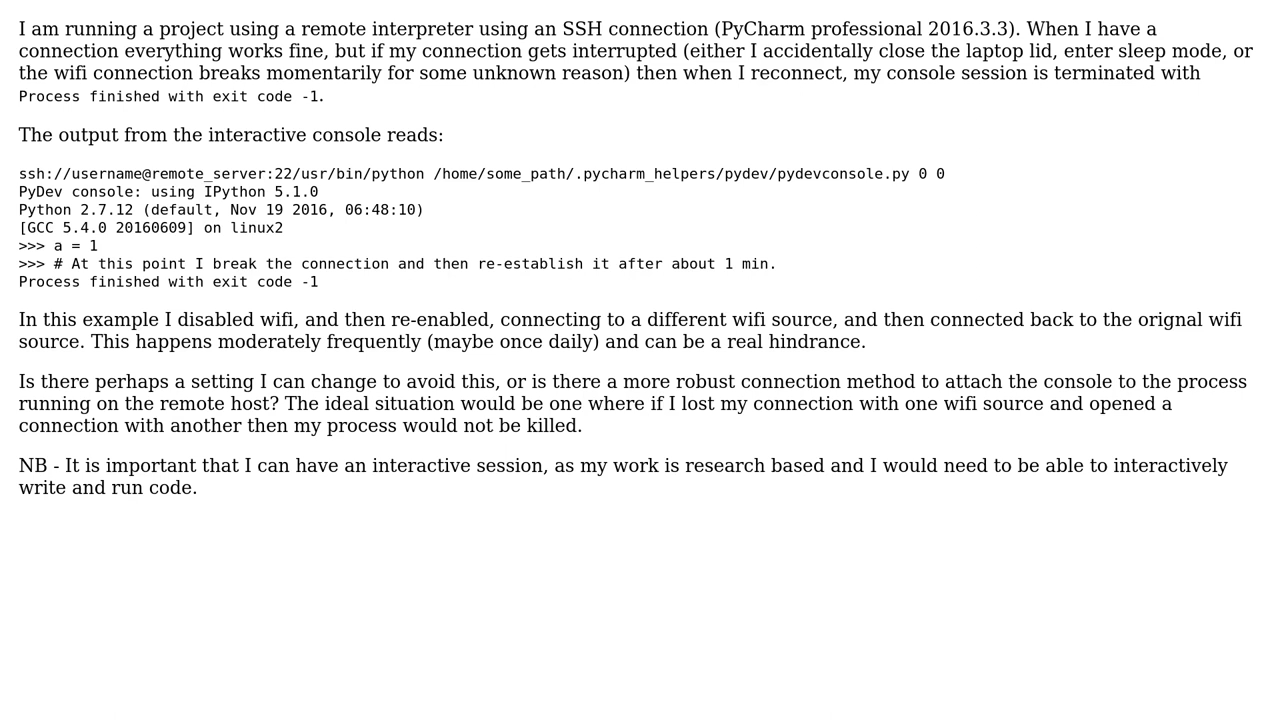 I am running a project using a remote interpreter using an SSH connection (PyCharm professional 2016.3.3). When I have a
connection everything works fine, but if my connection gets interrupted (either I accidentally close the laptop lid, enter sleep mode, or
the wifi connection breaks momentarily for some unknown reason) then when I reconnect, my console session is terminated with
Process finished with exit code -1.
The output from the interactive console reads:
ssh://username@remote_server:22/usr/bin/python /home/some_path/.pycharm_helpers/pydev/pydevconsole.py 0 0
PyDev console: using IPython 5.1.0
Python 2.7.12 (default, Nov 19 2016, 06:48:10)
[GCC 5.4.0 20160609] on linux2
>>> a = 1
>>> # At this point I break the connection and then re-establish it after about 1 min.
Process finished with exit code -1
In this example I disabled wifi, and then re-enabled, connecting to a different wifi source, and then connected back to the orignal wifi
source. This happens moderately frequently (maybe once daily) and can be a real hindrance.
Is there perhaps a setting I can change to avoid this, or is there a more robust connection method to attach the console to the process
running on the remote host? The ideal situation would be one where if I lost my connection with one wifi source and opened a
connection with another then my process would not be killed.
NB - It is important that I can have an interactive session, as my work is research based and I would need to be able to interactively
write and run code.